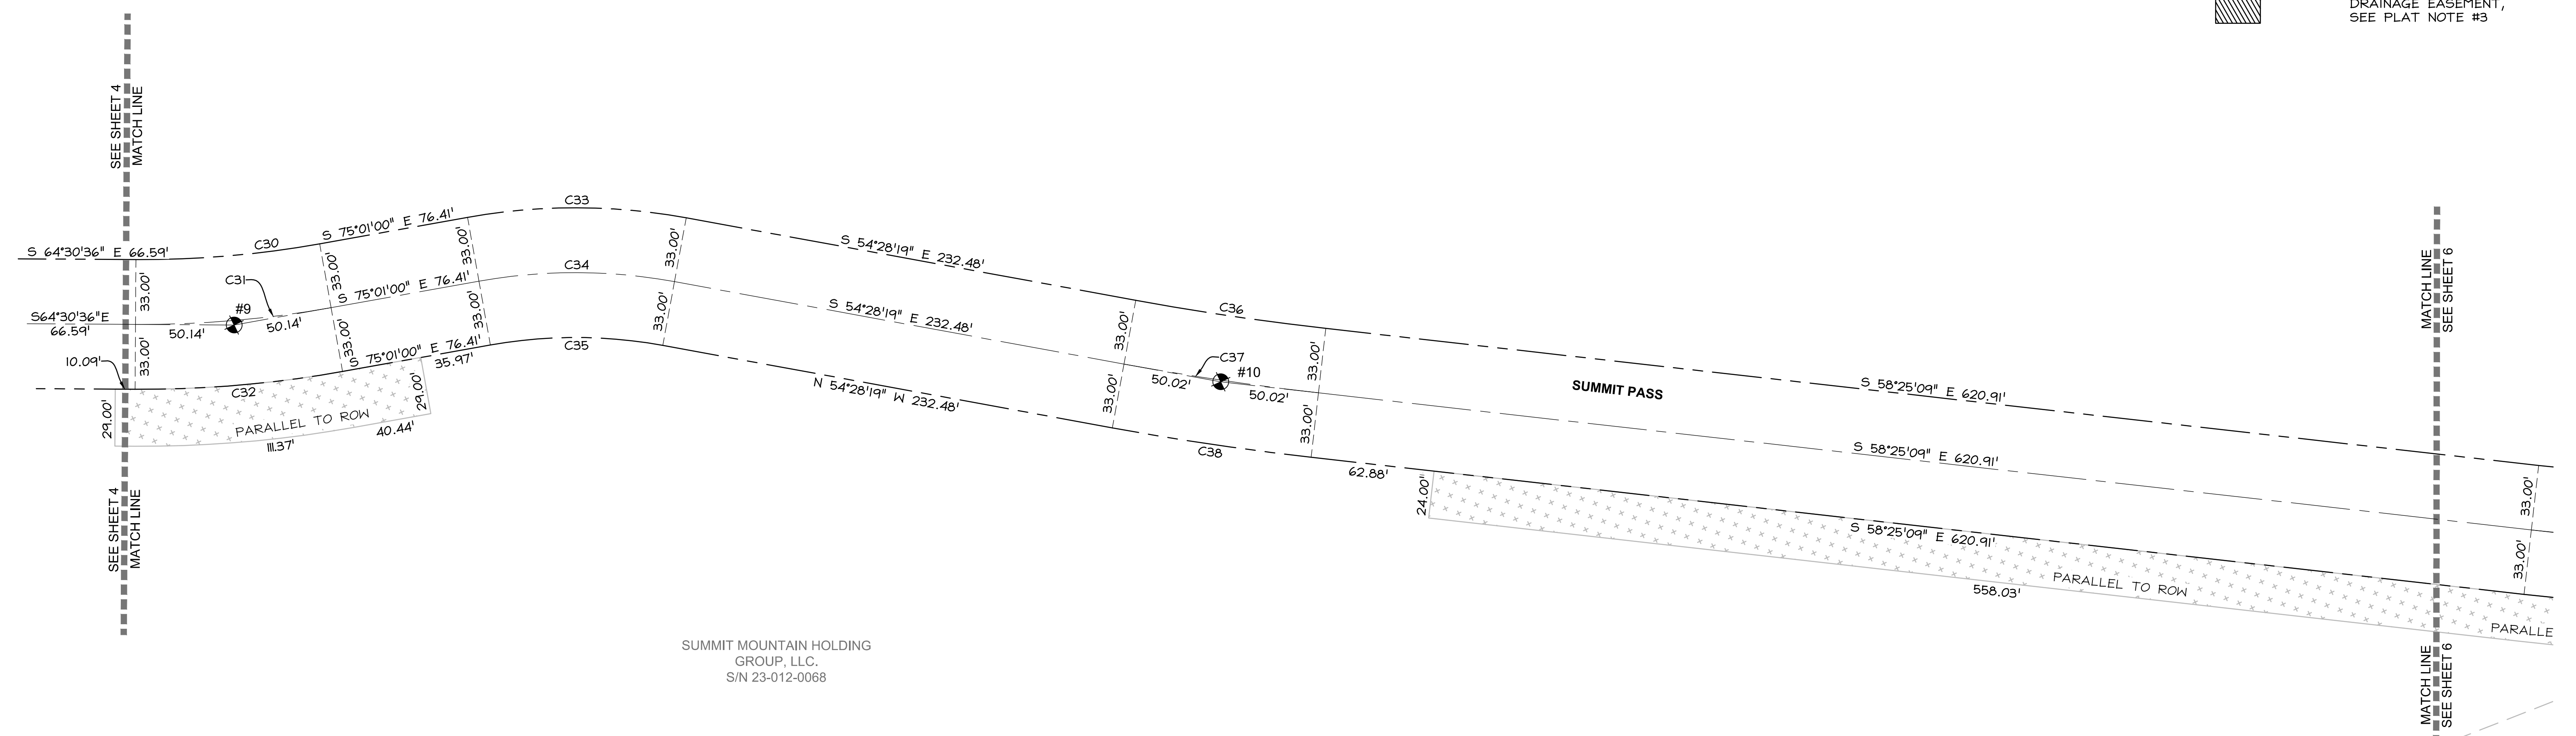 DRAINAGE EASEMENT,
SEE PLAT NOTE #3
SEE SHEET 4
MATCH LINE
S 64°30'36" E 66.59'
C30
S 75°01'00" E 76.41'
C33
33.00'
33.00'
33.00'
33.00'
C31
#9
S 75°01'00" E 76.41'
C34
S64°30'36"E
66.59'
50.14'
50.14'
33.00'
33.00'
33.00'
33.00'
10.09'
S 75°01'00" E 76.41'
35.97'
C35
C32
29.00'
29.00'
PARALLEL TO ROW
111.37'
40.44'
SEE SHEET 4
MATCH LINE
S 54°28'19" E 232.48'
S 54°28'19" E 232.48'
N 54°28'19" W 232.48'
C36
33.00'
33.00'
33.00'
33.00'
C37
#10
50.02'
50.02'
C38
62.88'
24.00'
SUMMIT PASS
S 58°25'09" E 620.91'
S 58°25'09" E 620.91'
S 58°25'09" E 620.91'
PARALLEL TO ROW
558.03'
MATCH LINE
SEE SHEET 6
33.00'
33.00'
PARALLE
MATCH LINE
SEE SHEET 6
SUMMIT MOUNTAIN HOLDING
GROUP, LLC.
S/N 23-012-0068